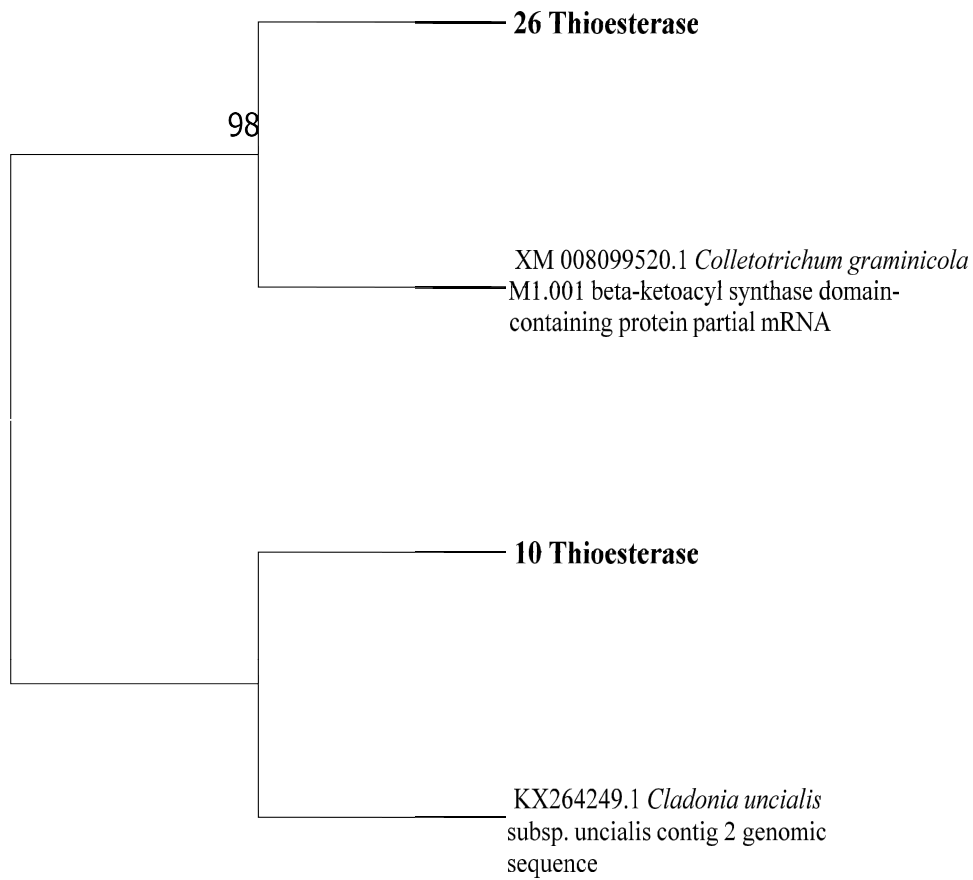 26 Thioesterase
98
XM 008099520.1 Colletotrichum graminicola
M1.001 beta-ketoacyl synthase domain-
containing protein partial mRNA
10 Thioesterase
KX264249.1 Cladonia uncialis
subsp. uncialis contig 2 genomic
sequence